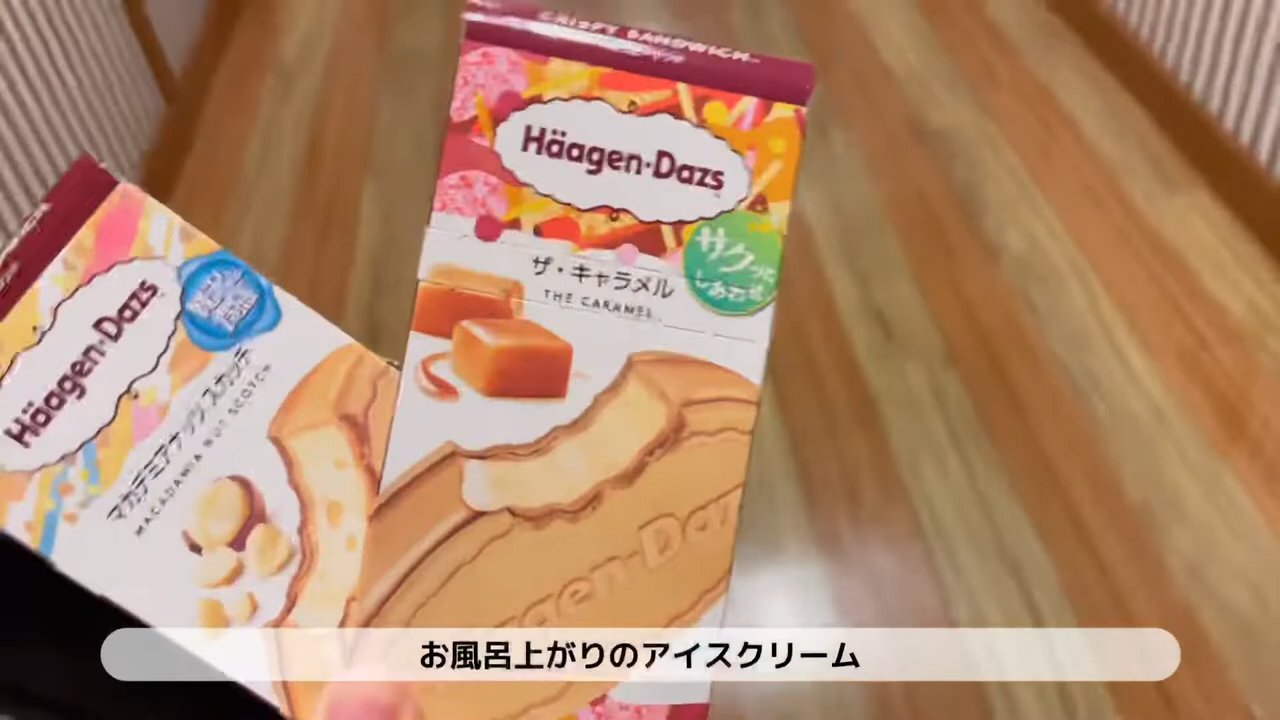 CRISPY SANDWICH
Häagen-Dazs
サクッと
しあわせ
ザ・キャラメル
THE CARAMEL
Häagen-Dazs
Häagen-Dazs
マカデミアナッツ スカッチ
MACADAMIA NUT SCOTCH
お風呂上がりのアイスクリーム